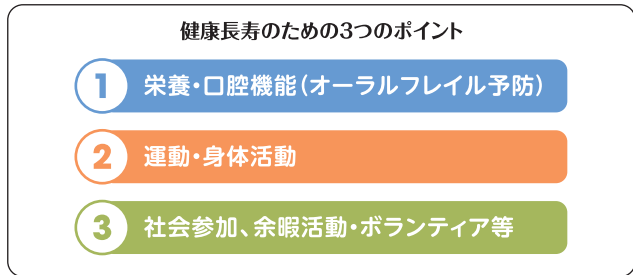 健康長寿のための3つのポイント
1 栄養・口腔機能（オーラルフレイル予防）
2 運動・身体活動
3 社会参加、余暇活動・ボランティア等